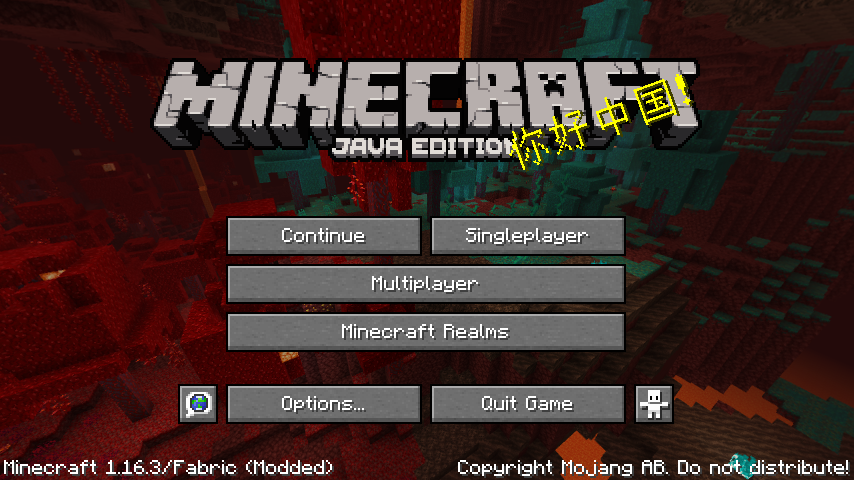 MINECRAFT
JAVA EDITION
你好中国!
Continue
Singleplayer
Multiplayer
Minecraft Realms
Options...
Quit Game
Minecraft 1.16.3/Fabric (Modded)
Copyright Mojang AB. Do not distribute!